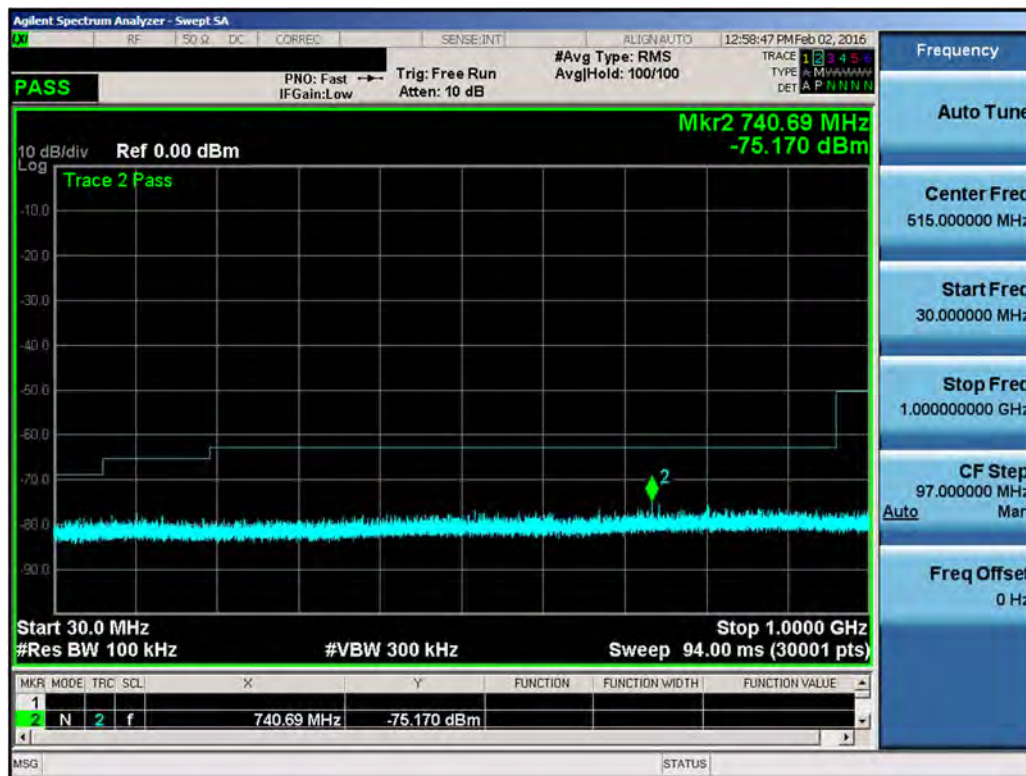 Agilent Spectrum Analyzer - Swept SA
LXI RF 50 Ω DC CORREC SENSE:INT ALIGN AUTO 12:58:47 PM Feb 02, 2016
PASS
PNO: Fast
IFGain:Low
Trig: Free Run
Atten: 10 dB
#Avg Type: RMS
Avg|Hold: 100/100
TRACE 1 2 3 4 5 6
TYPE
DET A P N N N N
Mkr2 740.69 MHz
-75.170 dBm
10 dB/div Ref 0.00 dBm
Log
Trace 2 Pass
-10.0
-20.0
-30.0
-40.0
-50.0
-60.0
-70.0
-80.0
-90.0
2
Start 30.0 MHz Stop 1.0000 GHz
#Res BW 100 kHz #VBW 300 kHz Sweep 94.00 ms (30001 pts)
MKR MODE TRC SCL X Y FUNCTION FUNCTION WIDTH FUNCTION VALUE
1
2 N 2 f 740.69 MHz -75.170 dBm
MSG STATUS
Frequency
Auto Tune
Center Freq
515.000000 MHz
Start Freq
30.000000 MHz
Stop Freq
1.000000000 GHz
CF Step
97.000000 MHz
Auto Man
Freq Offset
0 Hz